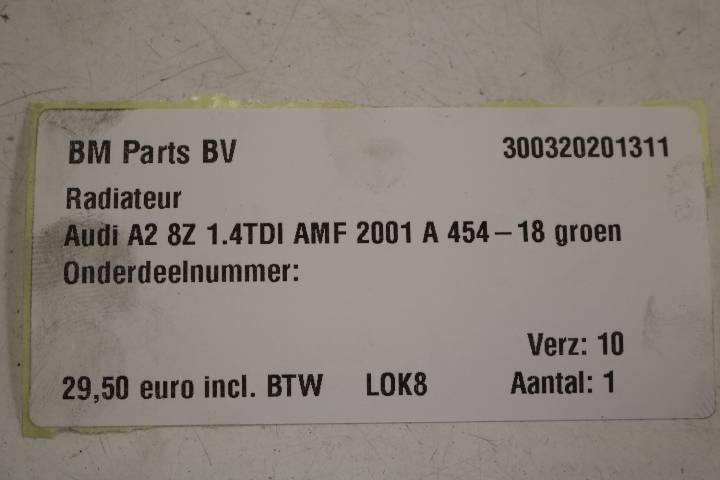 BM Parts BV 300320201311
Radiateur
Audi A2 8Z 1.4TDI AMF 2001 A 454-18 groen
Onderdeelnummer:
Verz: 10
29,50 euro incl. BTW LOK8 Aantal: 1